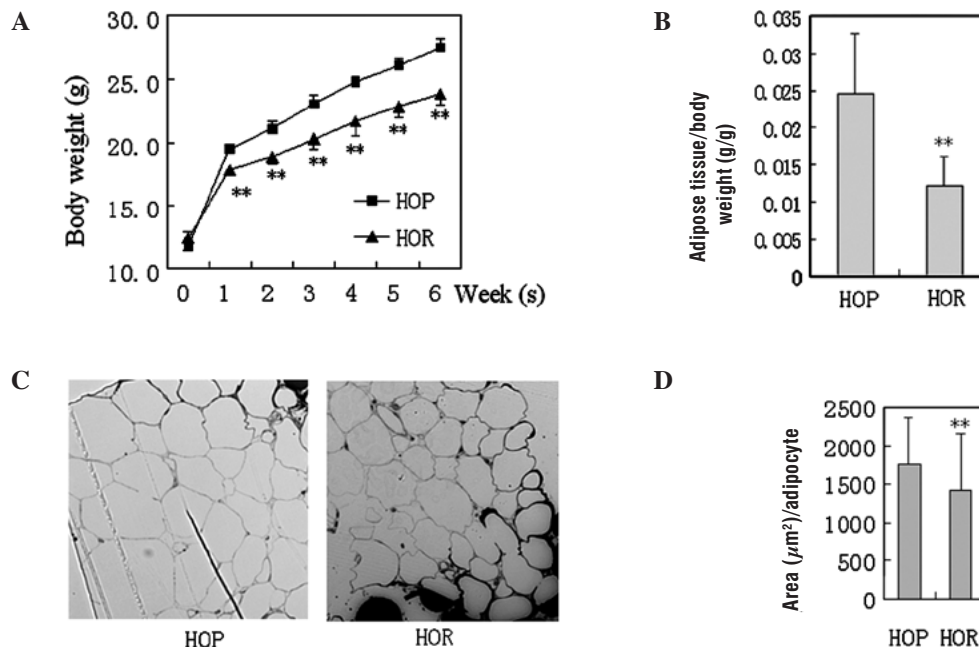 A
Body weight (g)
30.0
25.0
20.0
15.0
10.0
**
**
**
**
**
**
HOP
HOR
0 1 2 3 4 5 6 Week (s)
B
Adipose tissue/body
weight (g/g)
0.035
0.03
0.025
0.02
0.015
0.01
0.005
0
**
HOP HOR
C
HOP HOR
D
Area (μm²)/adipocyte
2500
2000
1500
1000
500
0
**
HOP HOR